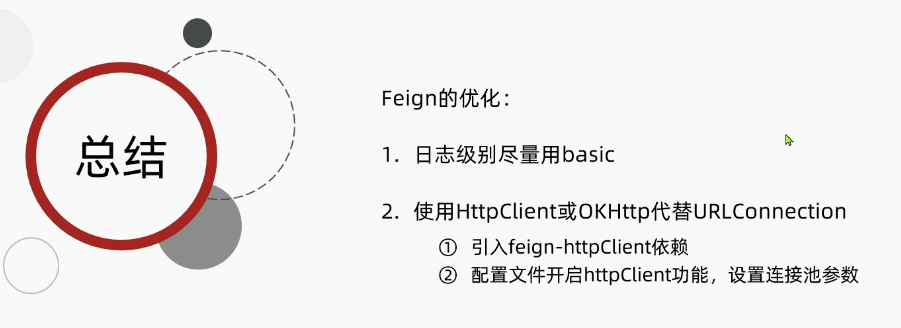 总结
Feign的优化：
1. 日志级别尽量用basic
2. 使用HttpClient或OKHttp代替URLConnection
① 引入feign-httpClient依赖
② 配置文件开启httpClient功能，设置连接池参数